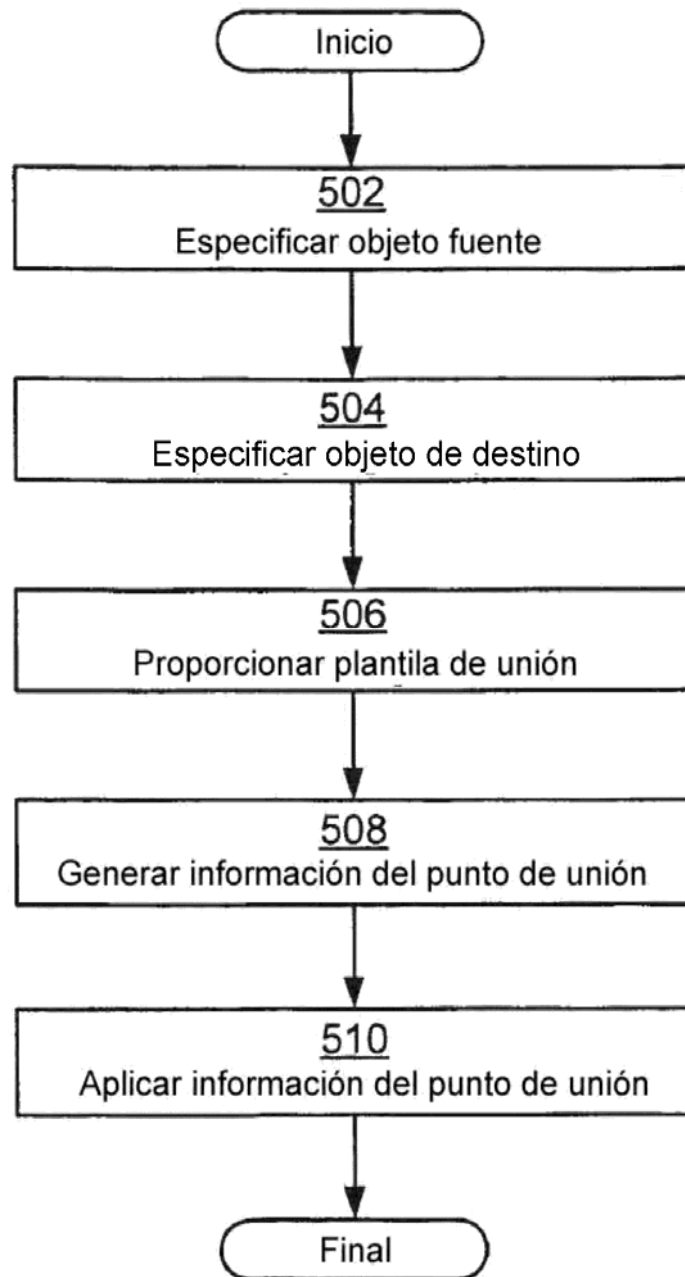 Inicio
502
Especificar objeto fuente
504
Especificar objeto de destino
506
Proporcionar plantila de unión
508
Generar información del punto de unión
510
Aplicar información del punto de unión
Final